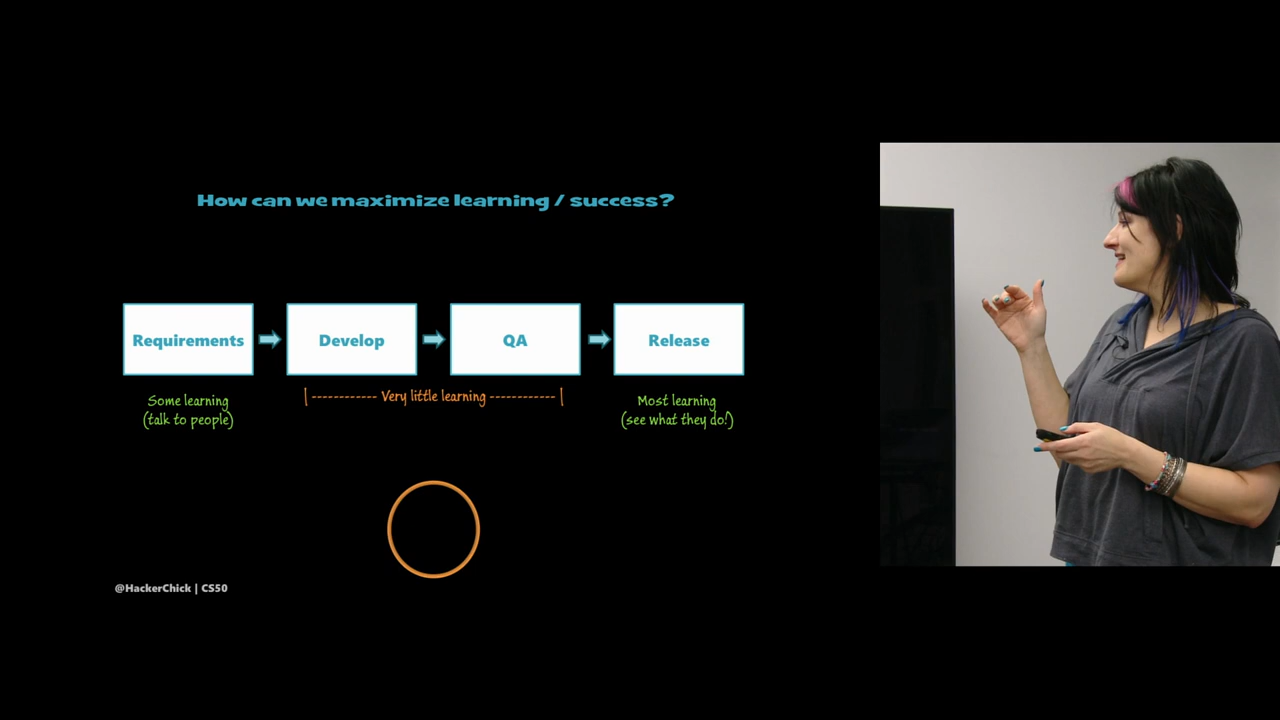 How can we maximize learning / success?
Requirements
Develop
QA
Release
Some learning
(talk to people)
|------------ Very little learning ------------|
Most learning
(see what they do!)
@HackerChick | CS50